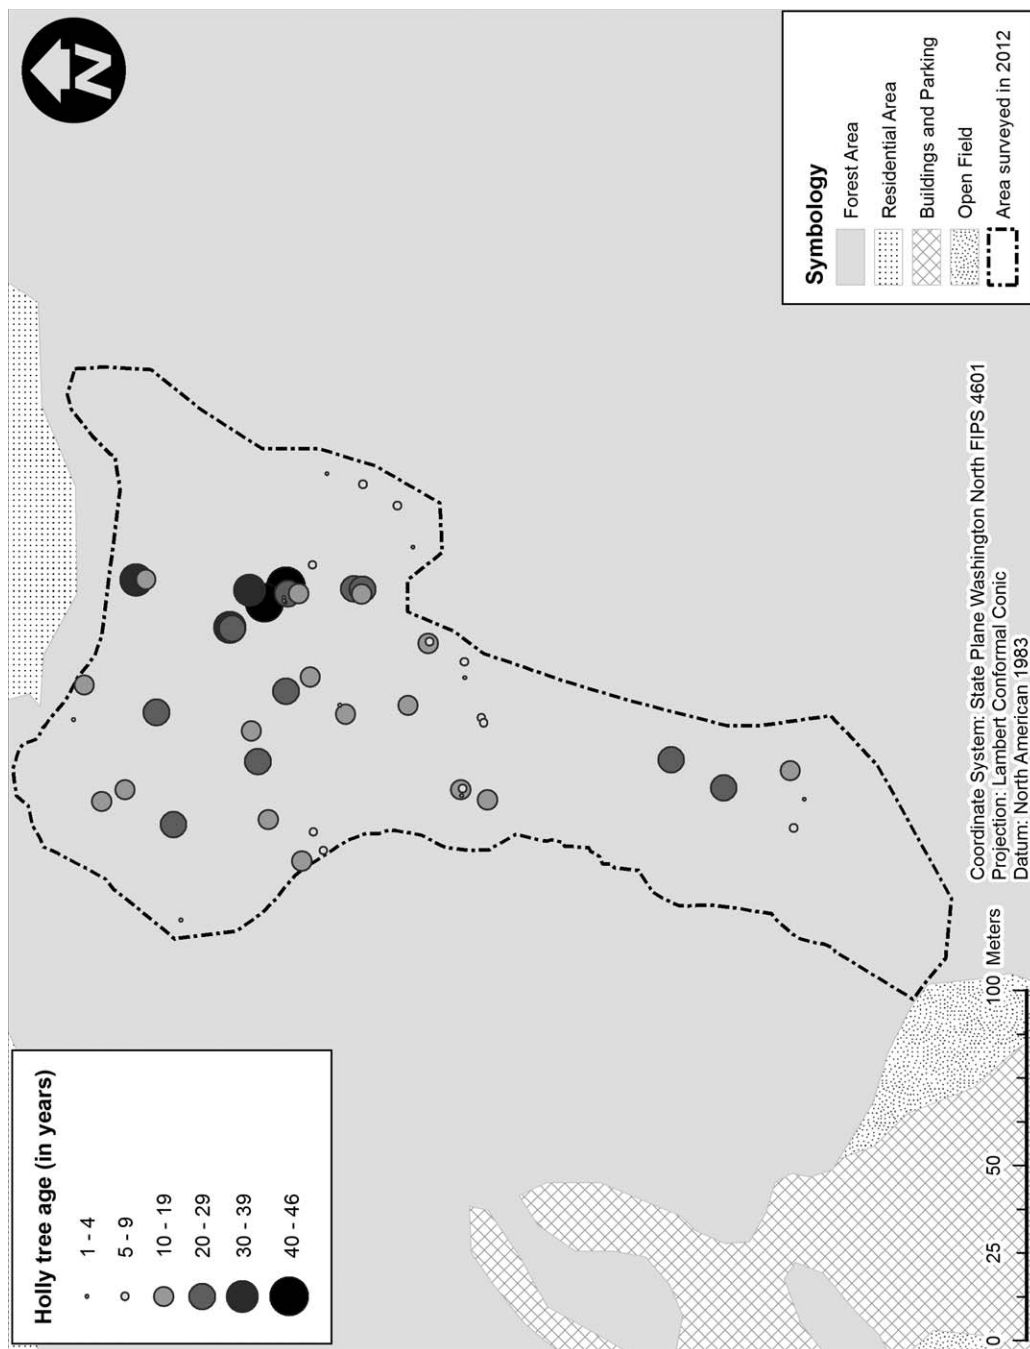 Holly tree age (in years)
1 - 4
5 - 9
10 - 19
20 - 29
30 - 39
40 - 46
N
Symbology
Forest Area
Residential Area
Buildings and Parking
Open Field
Area surveyed in 2012
0 25 50 100 Meters
Coordinate System: State Plane Washington North FIPS 4601
Projection: Lambert Conformal Conic
Datum: North American 1983